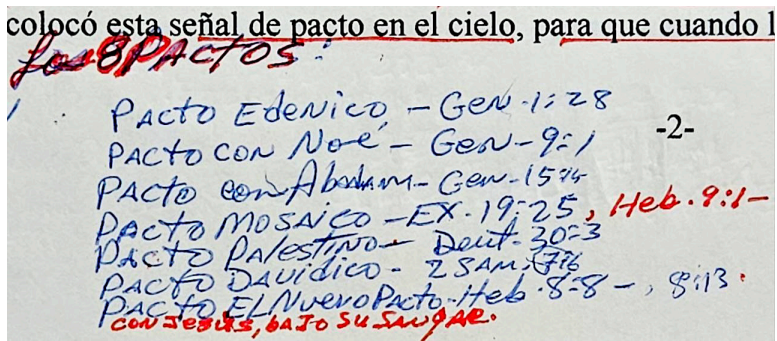 colocó esta señal de pacto en el cielo, para que cuando l
Los 8 PActOS:
PActo EdeNico - GeN-1:28
-2-
PActo coN Noé - GeN-9:1
PActo con Abraham - Gen-15:
PActo MOSAico - EX-19:25, Heb. 9:1-
PActo PAlestiNo - Deut-30:3
PActo DAvidico - 2 SAM.
PACTO EL NuevoPActo-Heb-8:8-, 8:13.
CON JESUS, bAJO SU SANGRE.